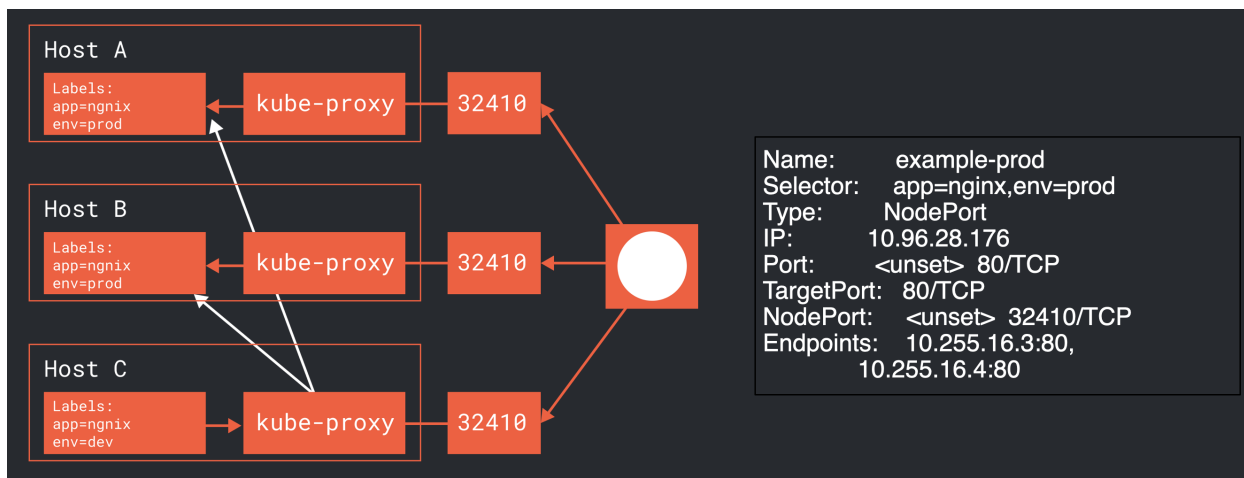 Host A
Labels:
app=ngnix
env=prod
kube-proxy
32410
Host B
Labels:
app=ngnix
env=prod
kube-proxy
32410
Host C
Labels:
app=ngnix
env=dev
kube-proxy
32410
Name: example-prod
Selector: app=nginx,env=prod
Type: NodePort
IP: 10.96.28.176
Port: <unset> 80/TCP
TargetPort: 80/TCP
NodePort: <unset> 32410/TCP
Endpoints: 10.255.16.3:80,
10.255.16.4:80